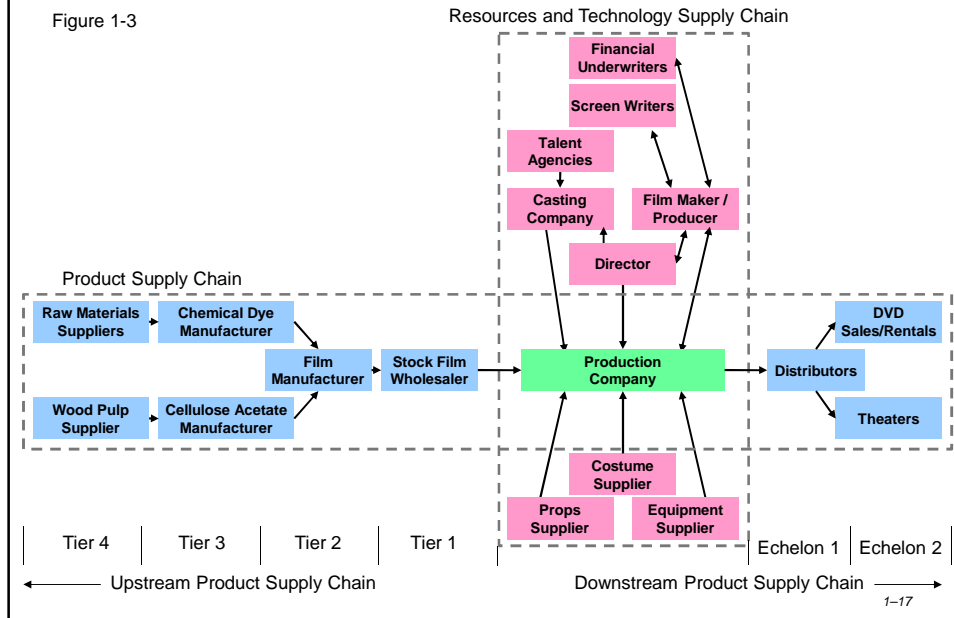 Figure 1-3
Resources and Technology Supply Chain
Financial
Underwriters
Screen Writers
Talent
Agencies
Casting
Company
Film Maker /
Producer
Director
Product Supply Chain
Raw Materials
Suppliers
Chemical Dye
Manufacturer
DVD
Sales/Rentals
Film
Manufacturer
Stock Film
Wholesaler
Production
Company
Distributors
Wood Pulp
Supplier
Cellulose Acetate
Manufacturer
Theaters
Costume
Supplier
Props
Supplier
Equipment
Supplier
Tier 4
Tier 3
Tier 2
Tier 1
Echelon 1
Echelon 2
Upstream Product Supply Chain
Downstream Product Supply Chain
1–17